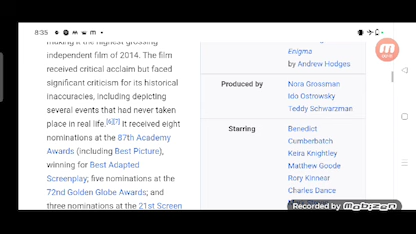 8:35
making it the highest grossing
independent film of 2014. The film
received critical acclaim but faced
significant criticism for its historical
inaccuracies, including depicting
several events that had never taken
place in real life.[6][7] It received eight
nominations at the 87th Academy
Awards (including Best Picture),
winning for Best Adapted
Screenplay; five nominations at the
72nd Golden Globe Awards; and
three nominations at the 21st Screen
Enigma
by Andrew Hodges
Produced by
Nora Grossman
Ido Ostrowsky
Teddy Schwarzman
Starring
Benedict
Cumberbatch
Keira Knightley
Matthew Goode
Rory Kinnear
Charles Dance
Recorded by Mobizen